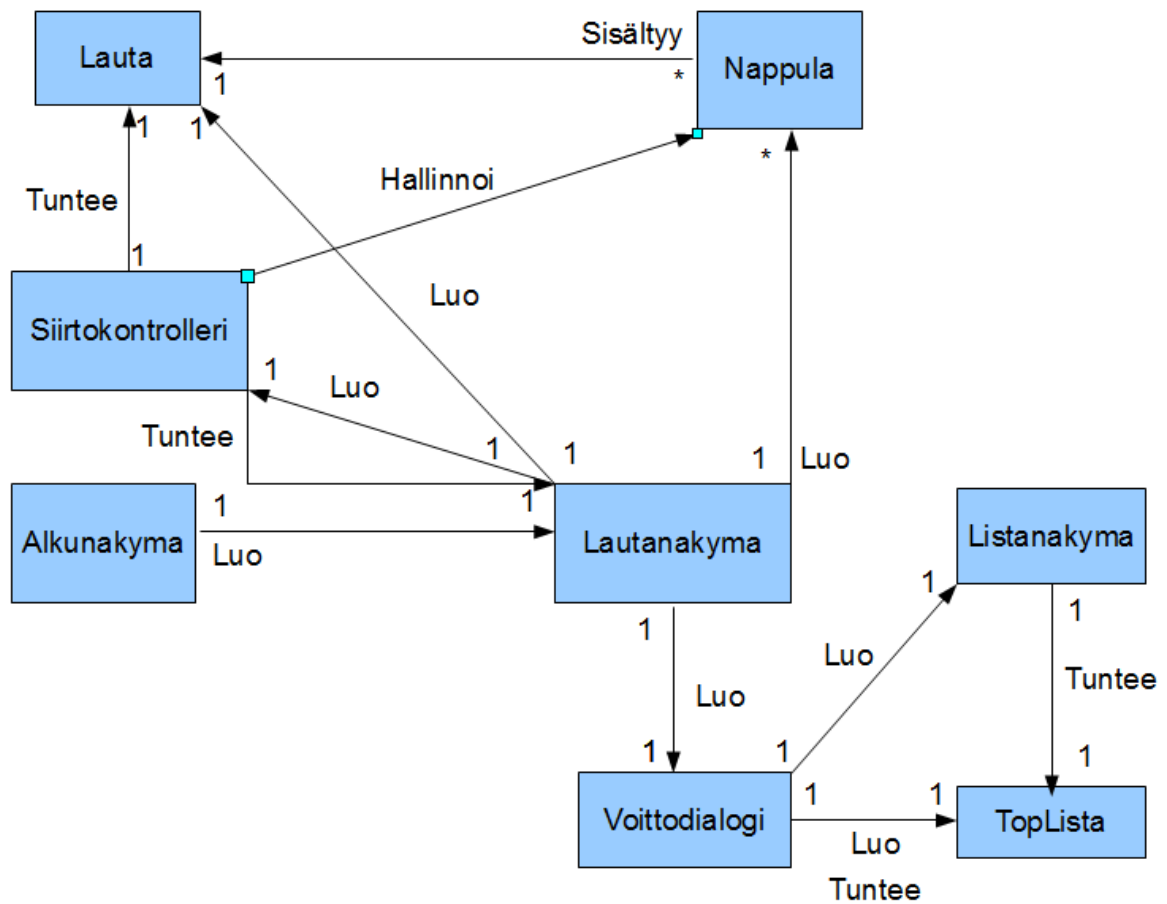 Lauta
Sisältyy
Nappula
1
*
1
1
*
Tuntee
Hallinnoi
1
Luo
Siirtokontrolleri
1
Luo
Tuntee
1
1
1
Luo
1
1
Alkunakyma
Luo
Lautanakyma
Listanakyma
1
1
1
Luo
Tuntee
Luo
1
1
1
1
1
Voittodialogi
TopLista
Luo
Tuntee